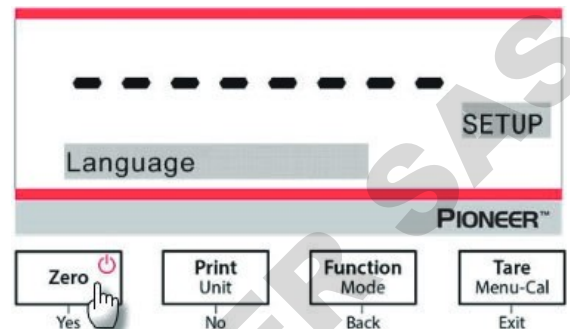 - - - - - - - -
SETUP
Language
PIONEER™
Zero Print Function Tare
Unit Mode Menu-Cal
Yes No Back Exit